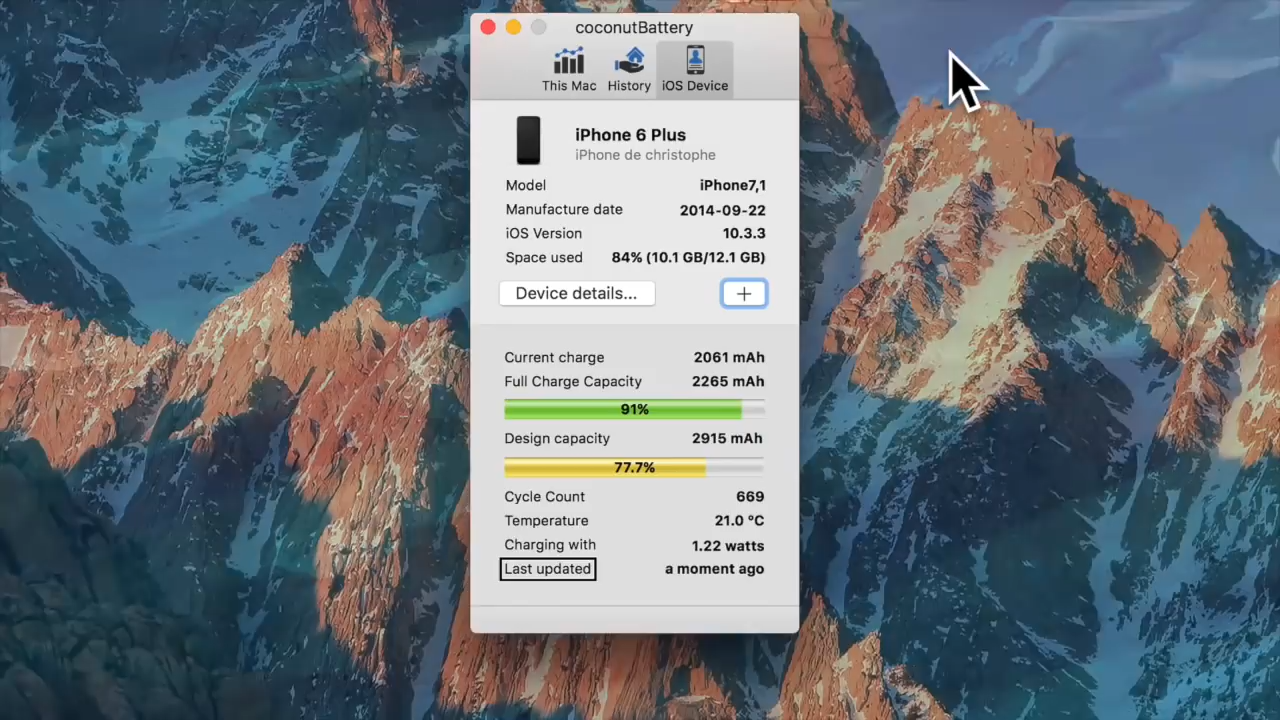 coconutBattery
This Mac History iOS Device
iPhone 6 Plus
iPhone de christophe
Model iPhone7,1
Manufacture date 2014-09-22
iOS Version 10.3.3
Space used 84% (10.1 GB/12.1 GB)
Device details... +
Current charge 2061 mAh
Full Charge Capacity 2265 mAh
91%
Design capacity 2915 mAh
77.7%
Cycle Count 669
Temperature 21.0 °C
Charging with 1.22 watts
Last updated a moment ago